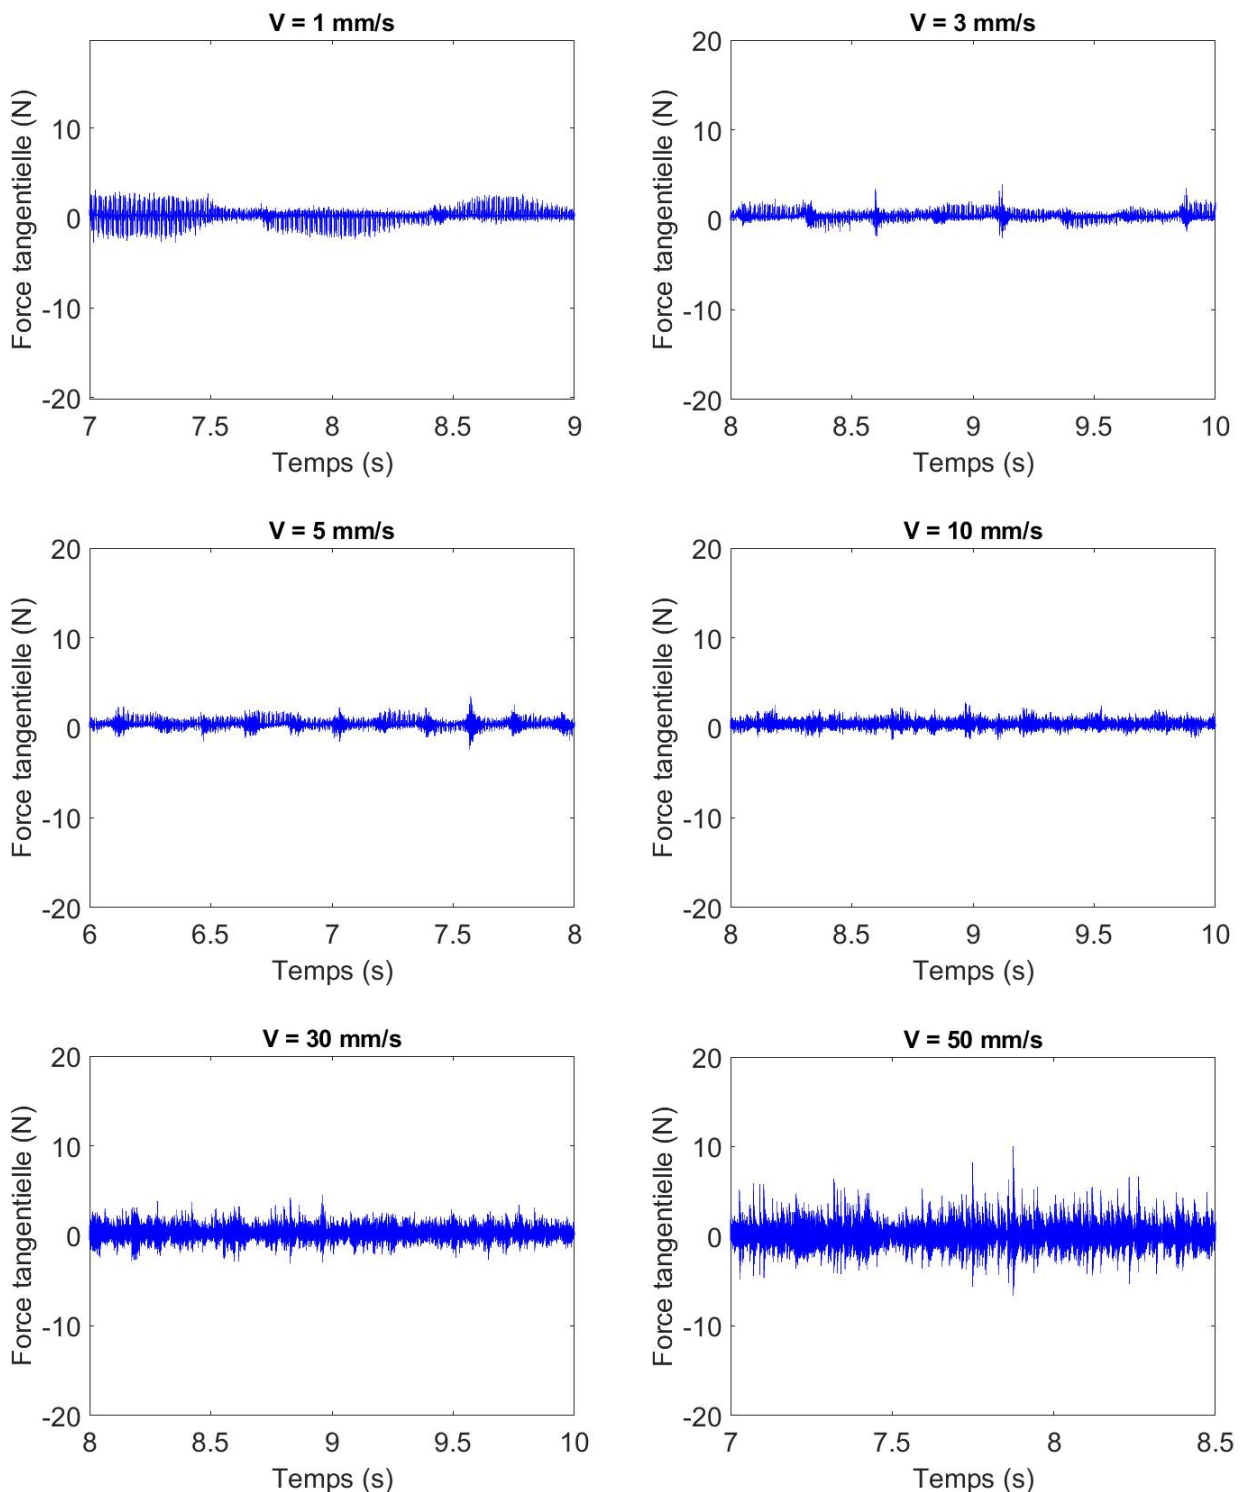 V = 1 mm/s
Force tangentielle (N)
10
0
-10
-20
7 7.5 8 8.5 9
Temps (s)
V = 3 mm/s
Force tangentielle (N)
20
10
0
-10
-20
8 8.5 9 9.5 10
Temps (s)
V = 5 mm/s
Force tangentielle (N)
20
10
0
-10
-20
6 6.5 7 7.5 8
Temps (s)
V = 10 mm/s
Force tangentielle (N)
20
10
0
-10
-20
8 8.5 9 9.5 10
Temps (s)
V = 30 mm/s
Force tangentielle (N)
20
10
0
-10
-20
8 8.5 9 9.5 10
Temps (s)
V = 50 mm/s
Force tangentielle (N)
20
10
0
-10
-20
7 7.5 8 8.5
Temps (s)